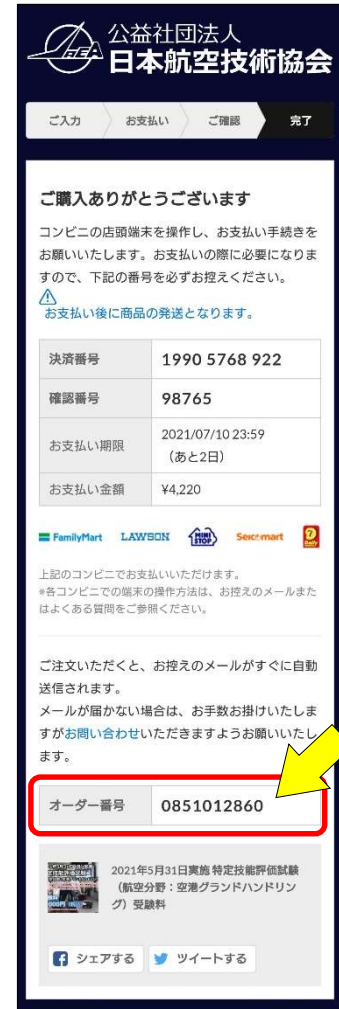 JAEA
公益社団法人
日本航空技術協会
ご入力 お支払い ご確認 完了
ご購入ありがとうございます
コンビニの店頭端末を操作し、お支払い手続きを
お願いいたします。お支払いの際に必要になりま
すので、下記の番号を必ずお控えください。
お支払い後に商品の発送となります。
決済番号 1990 5768 922
確認番号 98765
お支払い期限 2021/07/10 23:59
(あと2日)
お支払い金額 ¥4,220
FamilyMart LAWSON MINI STOP Seicomart Daily
上記のコンビニでお支払いいただけます。
※各コンビニでの端末の操作方法は、お控えのメールまた
はよくある質問をご参照ください。
ご注文いただくと、お控えのメールがすぐに自動
送信されます。
メールが届かない場合は、お手数お掛けいたしま
すがお問い合わせいただきますようお願いいたし
ます。
オーダー番号 0851012860
2021年5月31日実施 特定技能評価試験
(航空分野:空港グランドハンドリン
グ)受験料
シェアする ツイートする